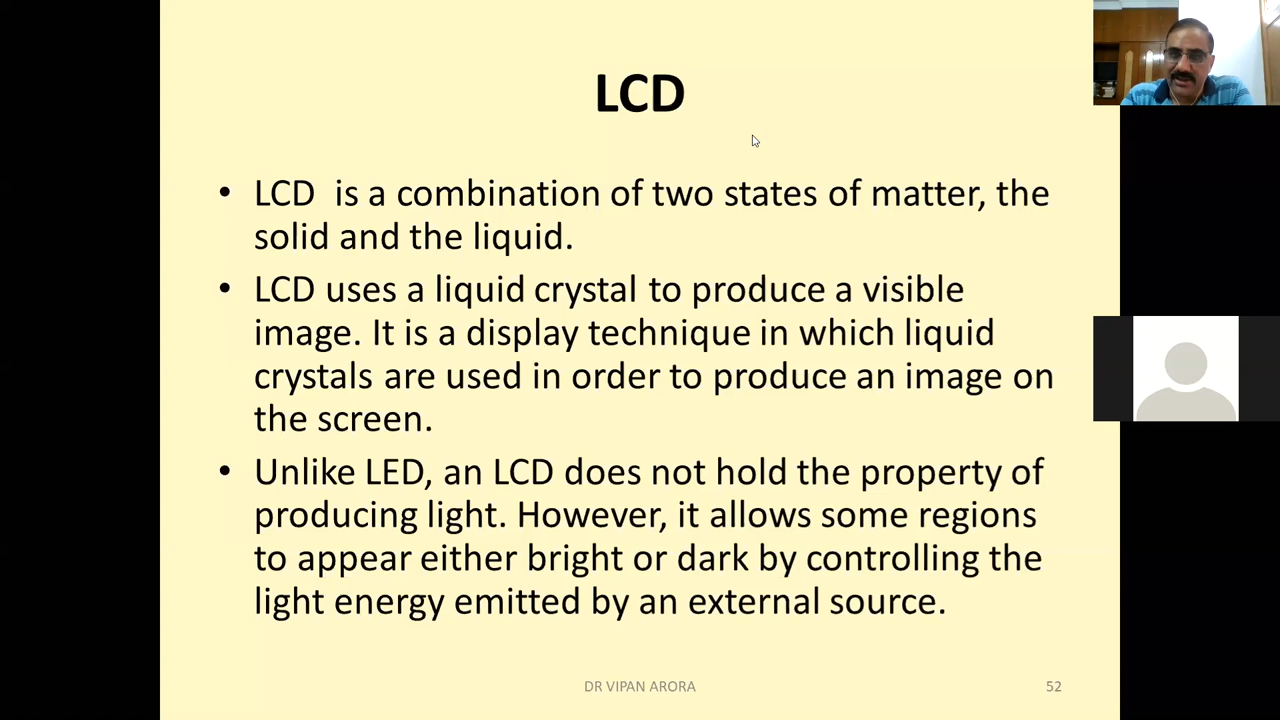 LCD
• LCD  is a combination of two states of matter, the
solid and the liquid.
• LCD uses a liquid crystal to produce a visible
image. It is a display technique in which liquid
crystals are used in order to produce an image on
the screen.
• Unlike LED, an LCD does not hold the property of
producing light. However, it allows some regions
to appear either bright or dark by controlling the
light energy emitted by an external source.
DR VIPAN ARORA
52